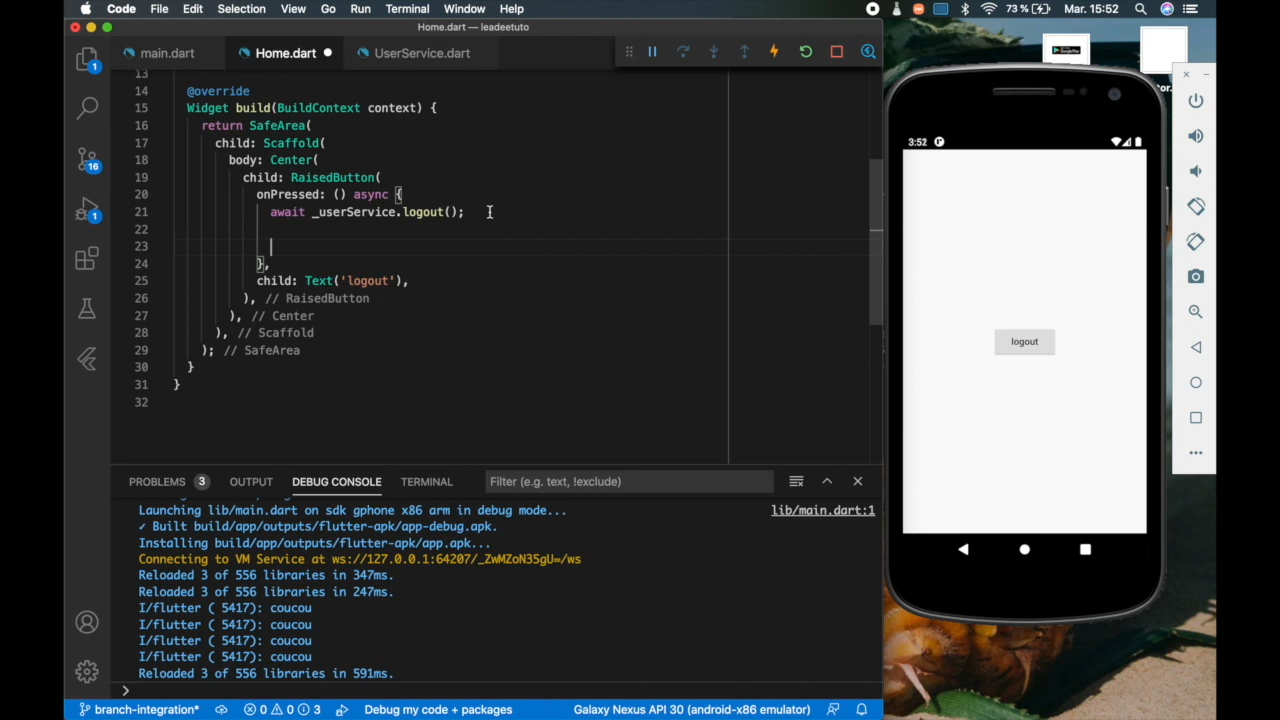 Code File Edit Selection View Go Run Terminal Window Help
73 % Mar. 15:52
Home.dart — leadeetuto
main.dart Home.dart UserService.dart
13
14 @override
15 Widget build(BuildContext context) {
16 return SafeArea(
17 child: Scaffold(
18 body: Center(
19 child: RaisedButton(
20 onPressed: () async {
21 await _userService.logout();
22
23
24 },
25 child: Text('logout'),
26 ), // RaisedButton
27 ), // Center
28 ), // Scaffold
29 ); // SafeArea
30 }
31 }
32
PROBLEMS 3 OUTPUT DEBUG CONSOLE TERMINAL Filter (e.g. text, !exclude)
Launching lib/main.dart on sdk gphone x86 arm in debug mode... lib/main.dart:1
✓ Built build/app/outputs/flutter-apk/app-debug.apk.
Installing build/app/outputs/flutter-apk/app.apk...
Connecting to VM Service at ws://127.0.0.1:64207/_ZwMZoN35gU=/ws
Reloaded 3 of 556 libraries in 347ms.
Reloaded 3 of 556 libraries in 247ms.
I/flutter ( 5417): coucou
I/flutter ( 5417): coucou
I/flutter ( 5417): coucou
I/flutter ( 5417): coucou
Reloaded 3 of 556 libraries in 591ms.
branch-integration* 0 0 3 Debug my code + packages Galaxy Nexus API 30 (android-x86 emulator)
1
16
1
3:52
logout